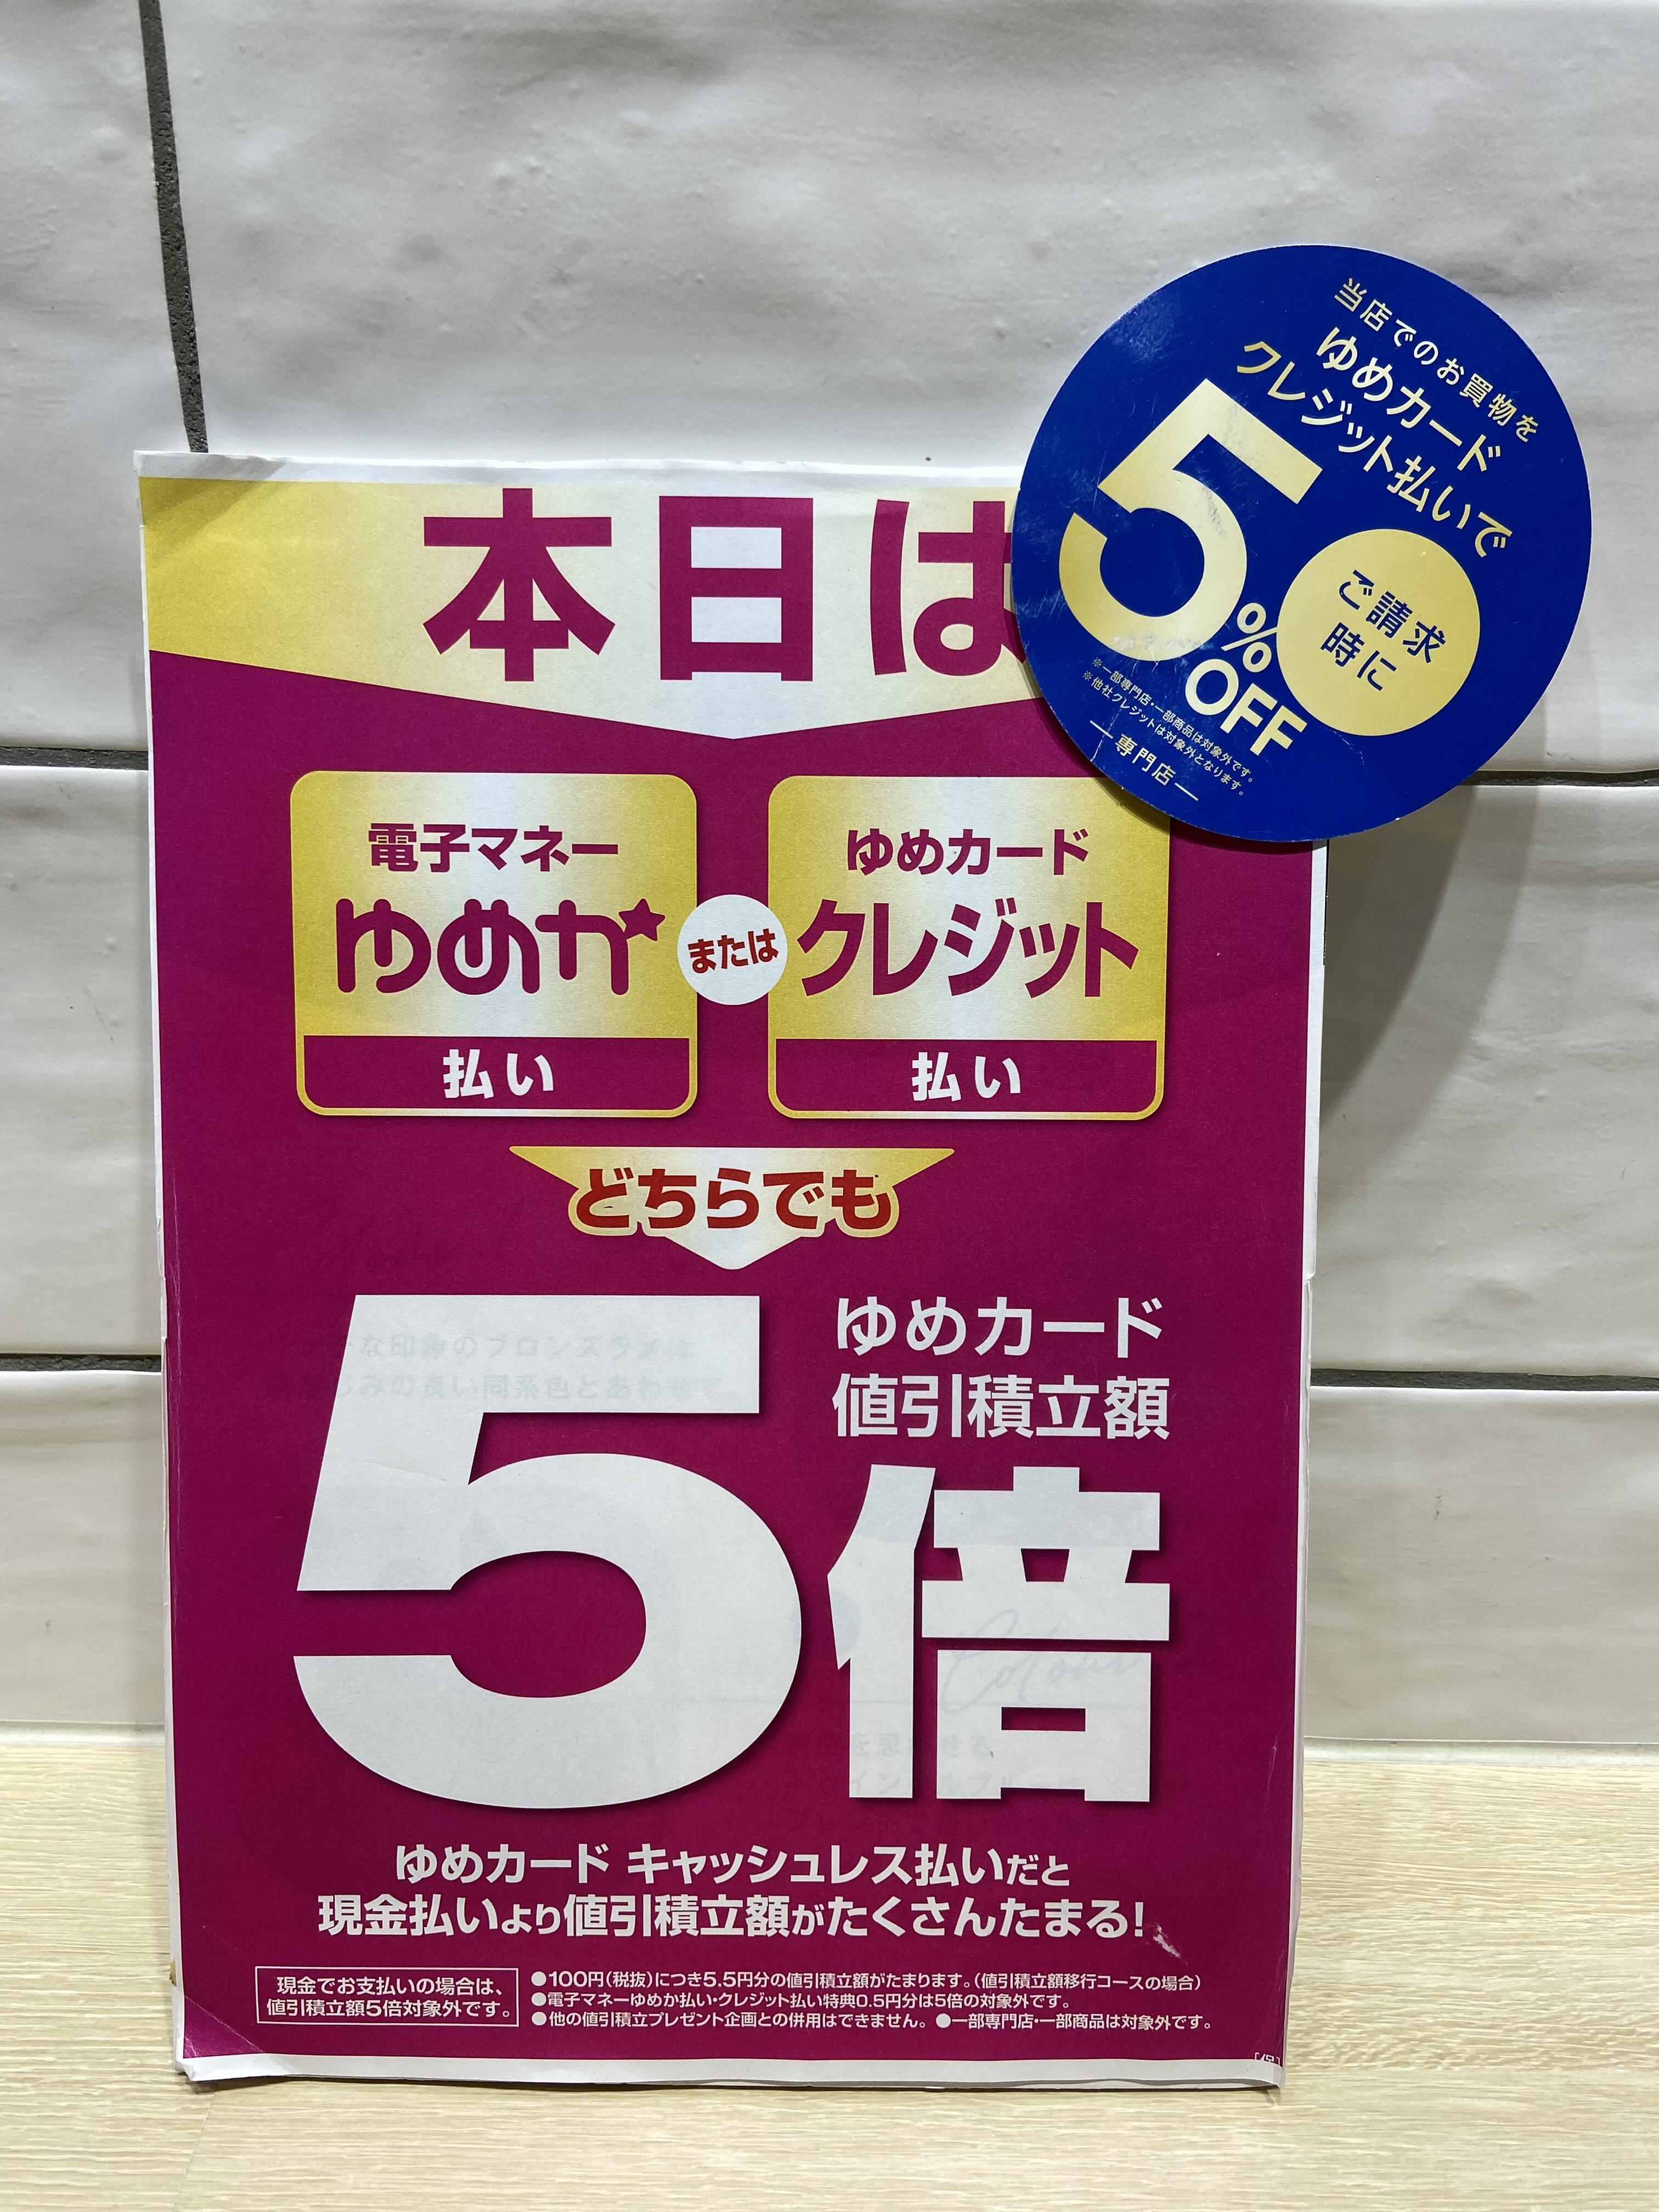 当店でのお買物を
ゆめカード
クレジット払いで
5%OFF
ご請求
時に
※一部専門店・一部商品は対象外です。
※他社クレジットは対象外となります。
― 専門店 ―
本日は
電子マネー
ゆめか
払い
または
ゆめカード
クレジット
払い
どちらでも
ゆめカード
値引積立額
5倍
ゆめカード キャッシュレス払いだと
現金払いより値引積立額がたくさんたまる!
現金でお支払いの場合は、
値引積立額5倍対象外です。
●100円(税抜)につき5.5円分の値引積立額がたまります。(値引積立額移行コースの場合)
●電子マネーゆめか払い・クレジット払い特典0.5円分は5倍の対象外です。
●他の値引積立プレゼント企画との併用はできません。 ●一部専門店・一部商品は対象外です。